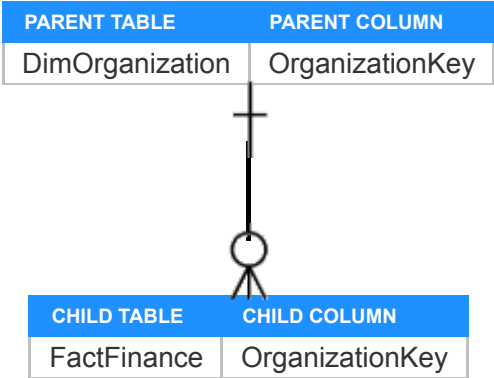 PARENT TABLE PARENT COLUMN
DimOrganization OrganizationKey
CHILD TABLE CHILD COLUMN
FactFinance OrganizationKey